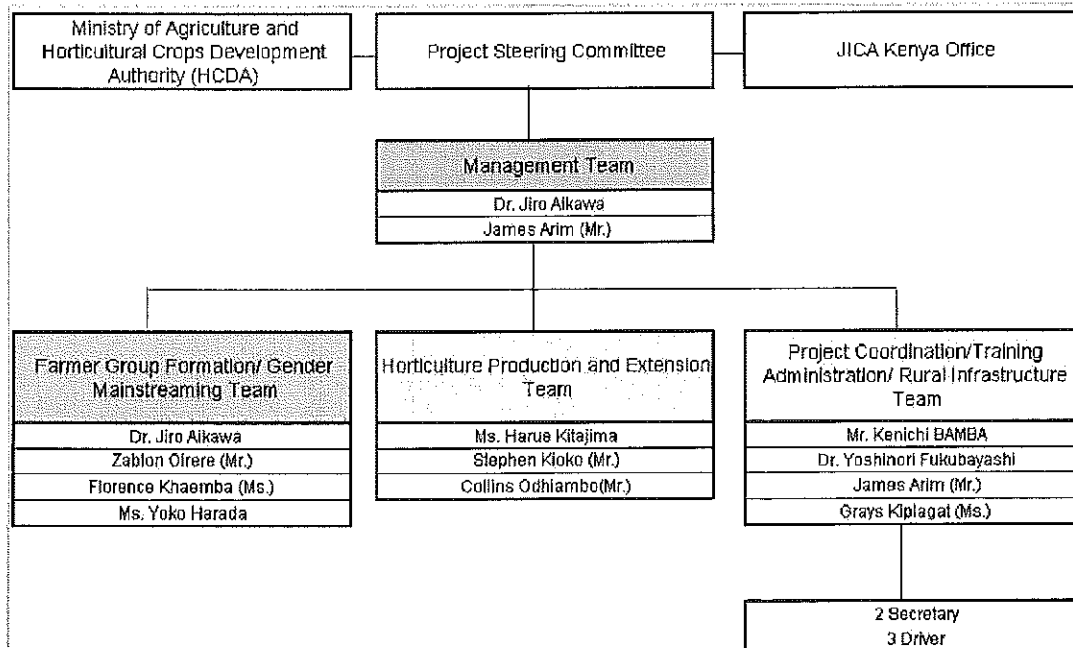 Ministry of Agriculture and
Horticultural Crops Development
Authority (HCDA)
Project Steering Committee
JICA Kenya Office
Management Team
Dr. Jiro Aikawa
James Arim (Mr.)
Farmer Group Formation/ Gender
Mainstreaming Team
Dr. Jiro Aikawa
Zablon Oirere (Mr.)
Florence Khaemba (Ms.)
Ms. Yoko Harada
Horticulture Production and Extension
Team
Ms. Harue Kitajima
Stephen Kioko (Mr.)
Collins Odhiambo(Mr.)
Project Coordination/Training
Administration/ Rural Infrastructure
Team
Mr. Kenichi BAMBA
Dr. Yoshinori Fukubayashi
James Arim (Mr.)
Grays Kiplagat (Ms.)
2 Secretary
3 Driver